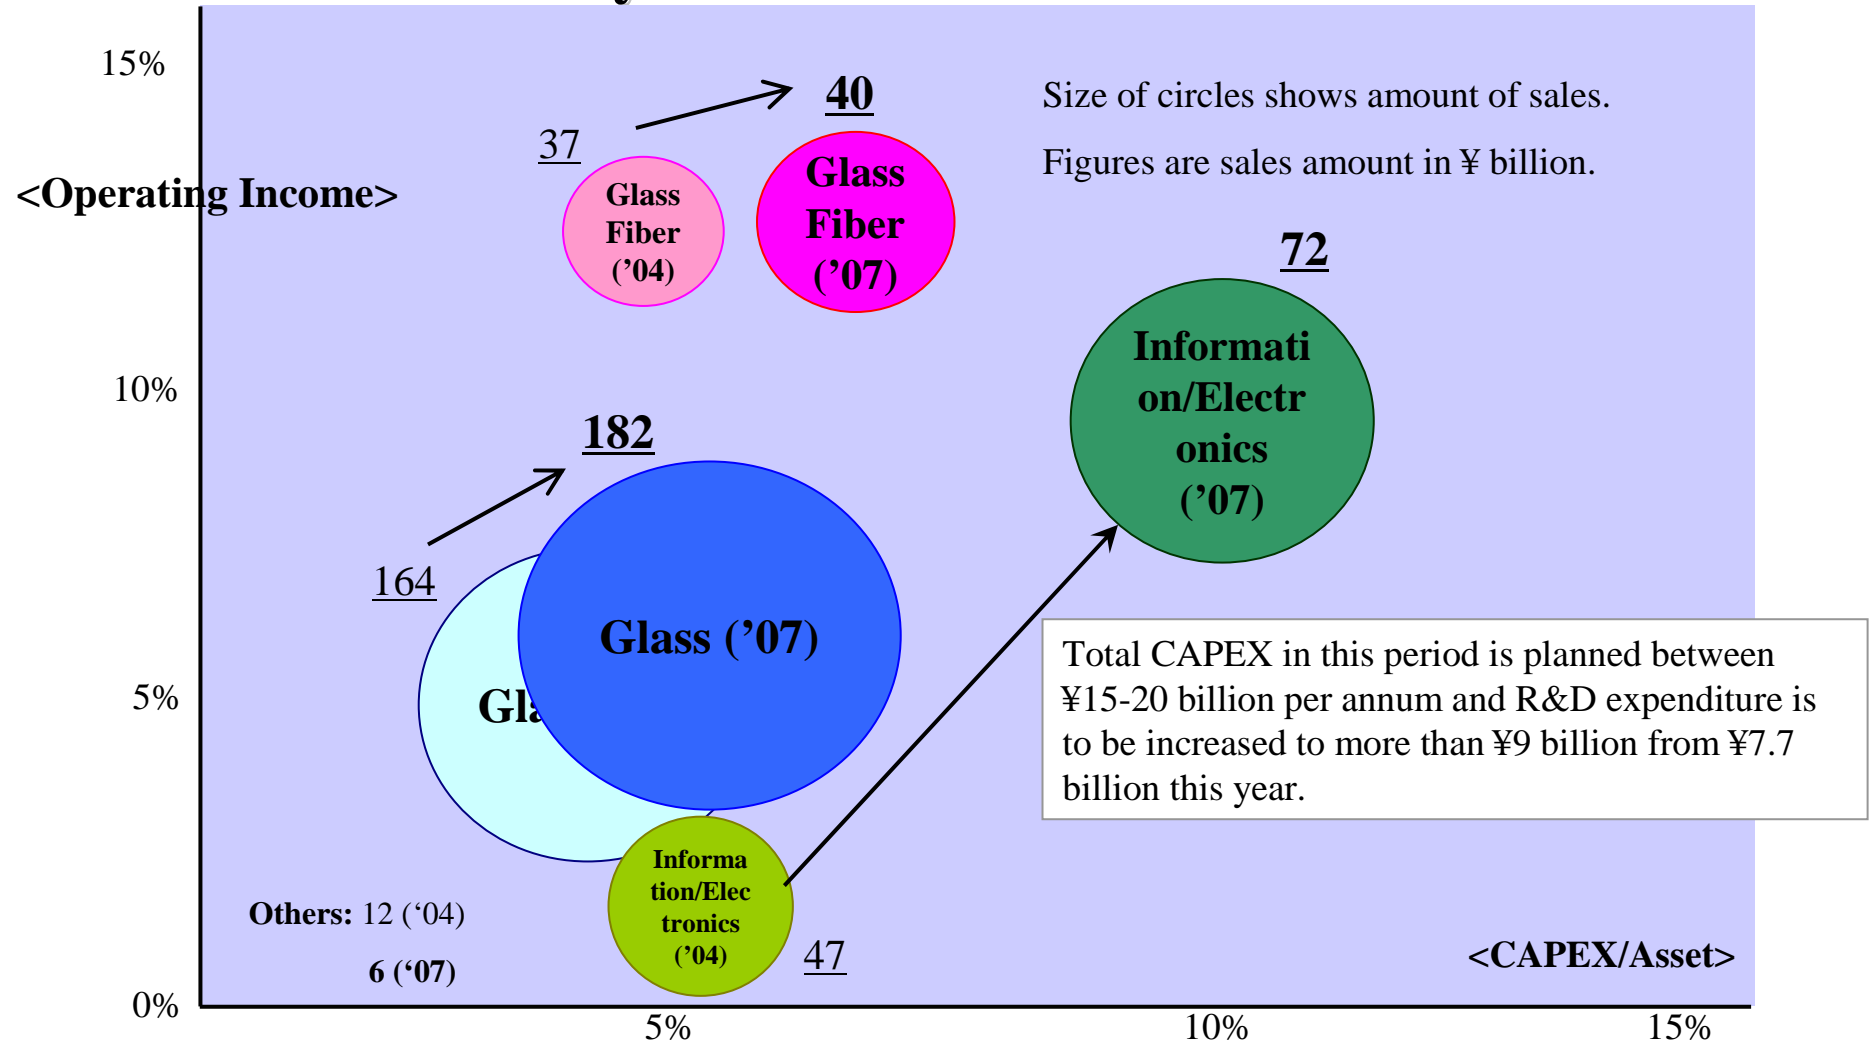 15%
40
Size of circles shows amount of sales.
37
Figures are sales amount in ¥ billion.
<Operating Income>
Glass
Fiber
(’04)
Glass
Fiber
(’07)
72
10%
Informati
on/Electr
onics
(’07)
182
164
Glass (’07)
5%
Total CAPEX in this period is planned between
¥15-20 billion per annum and R&D expenditure is
to be increased to more than ¥9 billion from ¥7.7
billion this year.
Informa
tion/Elec
tronics
(’04)
47
Others: 12 (‘04)
6 (‘07)
<CAPEX/Asset>
0%
5%
10%
15%